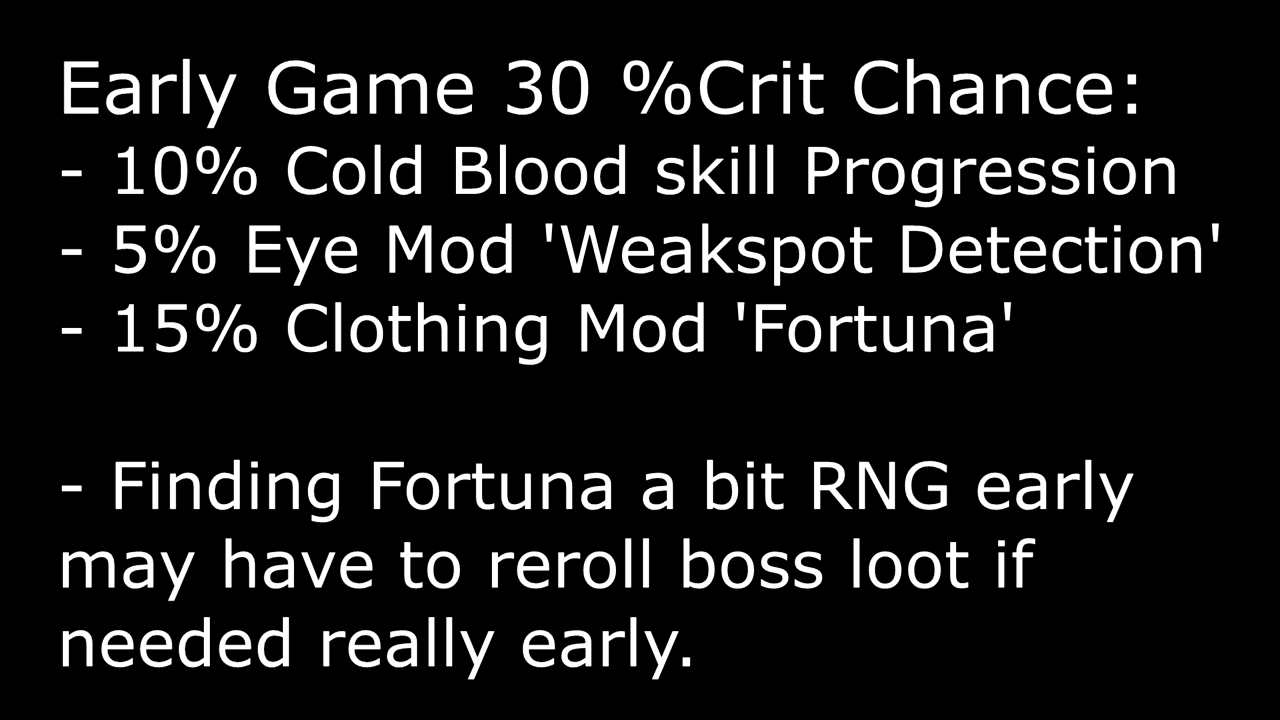 Early Game 30 %Crit Chance:
- 10% Cold Blood skill Progression
- 5% Eye Mod 'Weakspot Detection'
- 15% Clothing Mod 'Fortuna'
- Finding Fortuna a bit RNG early
may have to reroll boss loot if
needed really early.